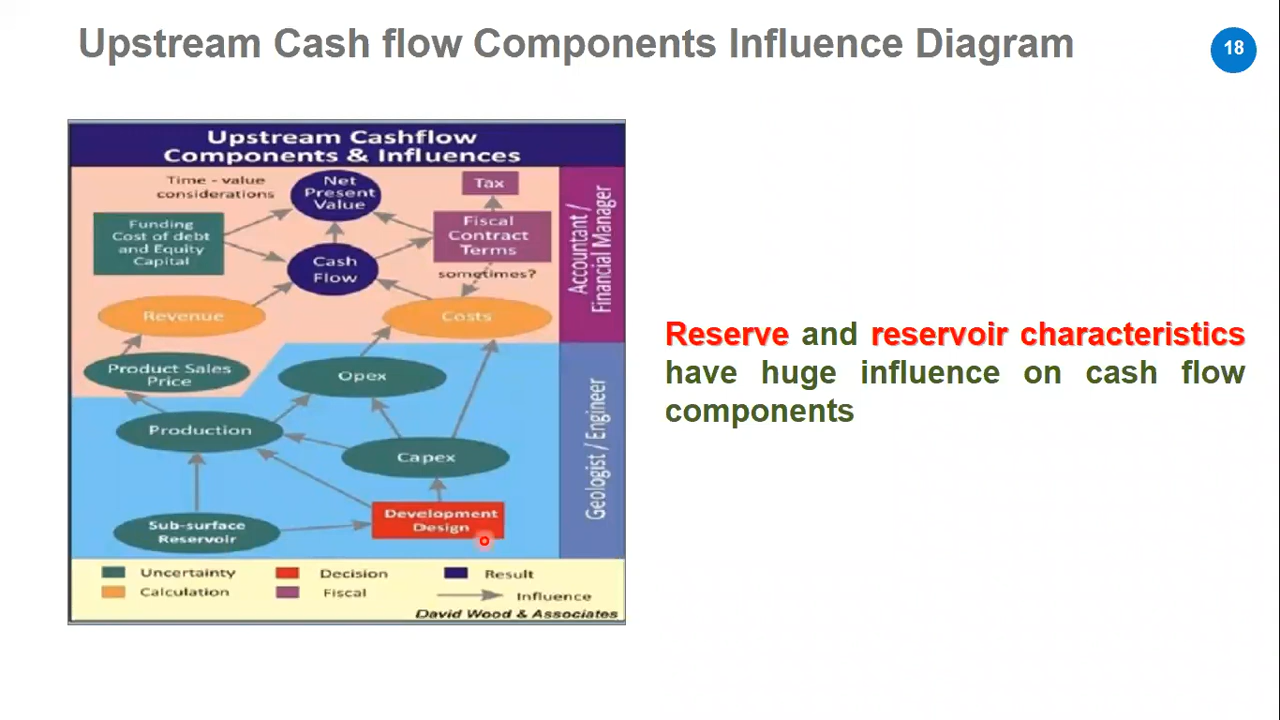 Upstream Cash flow Components Influence Diagram
18
Upstream Cashflow
Components & Influences
Time - value
considerations
Net
Present
Value
Tax
Funding
Cost of debt
and Equity
Capital
Fiscal
Contract
Terms
Cash
Flow
sometimes?
Revenue
Costs
Accountant /
Financial Manager
Product Sales
Price
Opex
Production
Capex
Geologist / Engineer
Sub-surface
Reservoir
Development
Design
Uncertainty
Decision
Result
Calculation
Fiscal
Influence
David Wood & Associates
Reserve and reservoir characteristics
have huge influence on cash flow
components